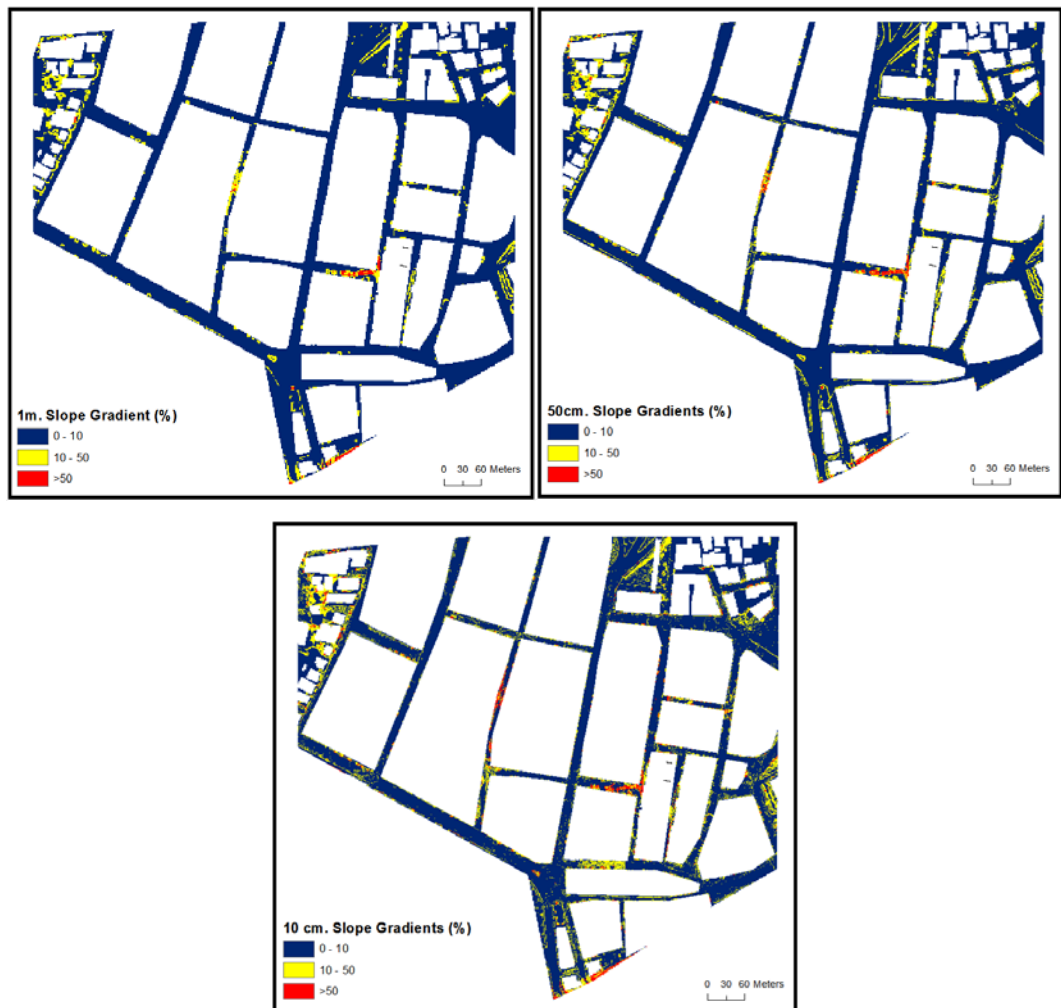 1m. Slope Gradient (%)
0 - 10
10 - 50
>50
0 30 60 Meters
50cm. Slope Gradients (%)
0 - 10
10 - 50
>50
0 30 60 Meters
10 cm. Slope Gradients (%)
0 - 10
10 - 50
>50
0 30 60 Meters